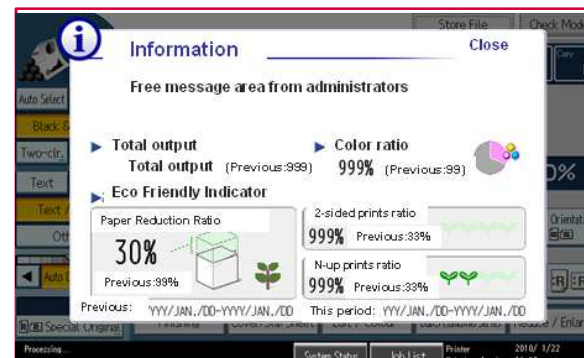 Store File
Check Mode
Information
Close
Free message area from administrators
Auto Select
Black &
Two-clr.
Text
Text /
Total output
Total output (Previous:999)
Color ratio
999% (Previous:99)
Eco Friendly Indicator
Paper Reduction Ratio
30%
Previous:99%
2-sided prints ratio
999% Previous:33%
N-up prints ratio
999% Previous:33%
Previous: YYY/JAN./DD-YYYY/JAN./DD
This period: YYY/JAN./DD-YYYY/JAN./DD
Special Original
Processing...
System Status
Job List
Printer
2010/ 1/22